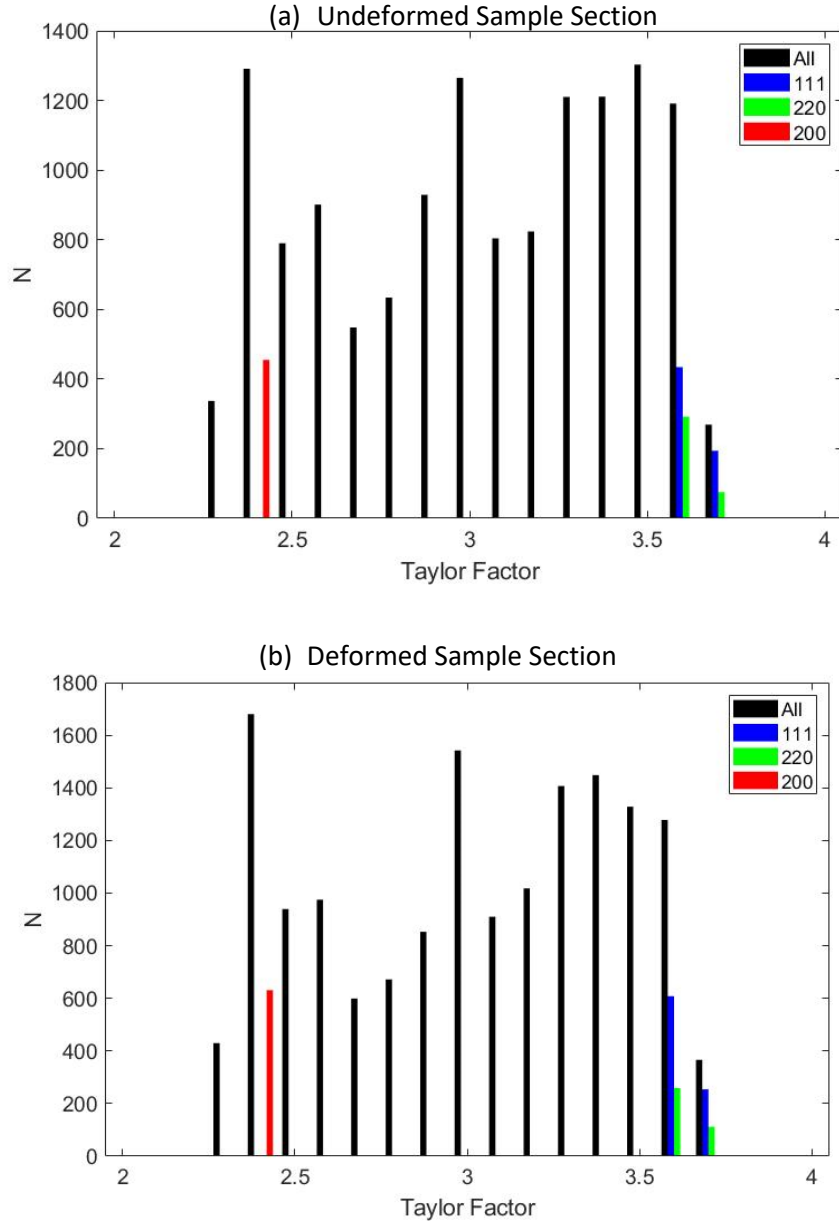 (a) Undeformed Sample Section
1400
1200
1000
800
600
400
200
0
N
All
111
220
200
2 2.5 3 3.5 4
Taylor Factor
(b) Deformed Sample Section
1800
1600
1400
1200
1000
800
600
400
200
0
N
All
111
220
200
2 2.5 3 3.5 4
Taylor Factor